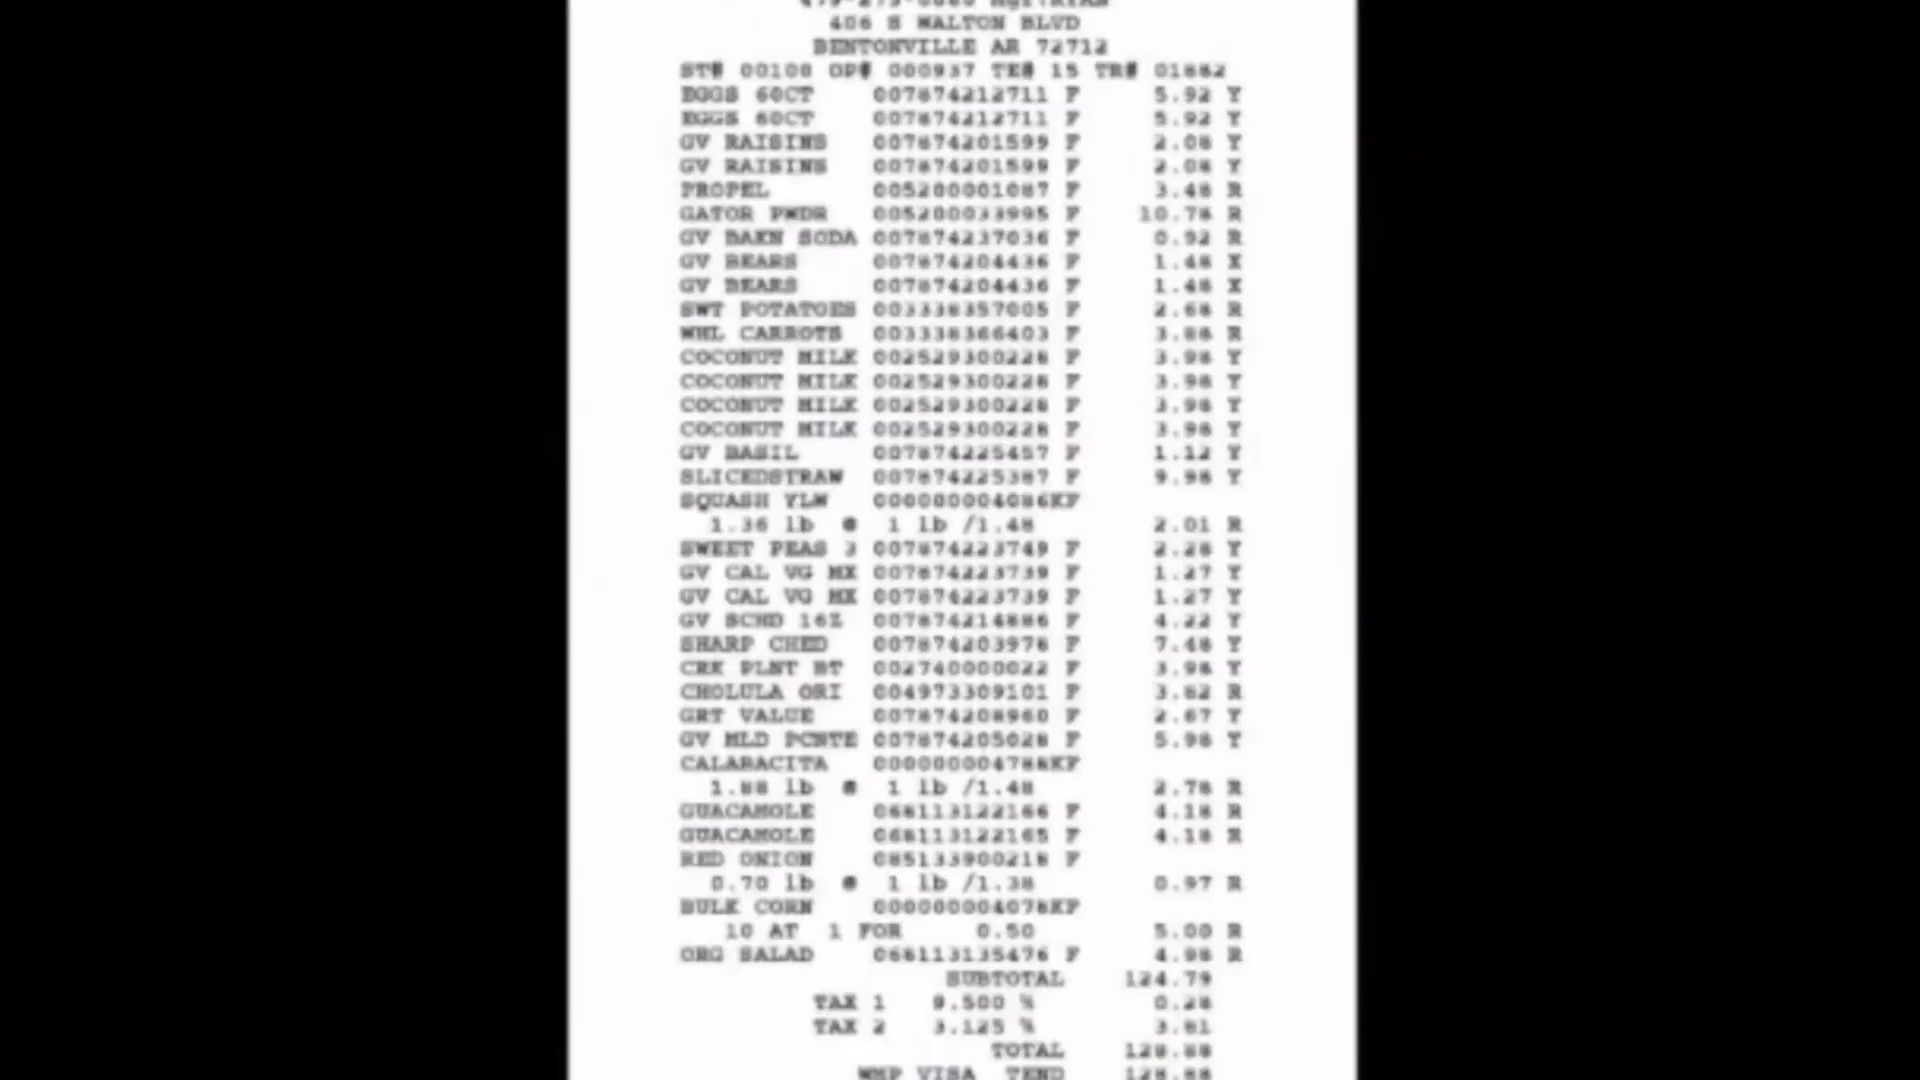 406 S WALTON BLVD
BENTONVILLE AR 72712
ST# 00100 OP# 000937 TE# 15 TR# 01882
EGGS 60CT 007874212711 F 5.92 Y
EGGS 60CT 007874212711 F 5.92 Y
GV RAISINS 007874201599 F 2.08 Y
GV RAISINS 007874201599 F 2.08 Y
PROPEL 005200001087 F 3.48 R
GATOR PWDR 005200033995 F 10.78 R
GV BAKN SODA 007874237036 F 0.92 R
GV BEARS 007874204436 F 1.48 X
GV BEARS 007874204436 F 1.48 X
SWT POTATOES 003338357005 F 2.68 R
WHL CARROTS 003338366403 F 3.88 R
COCONUT MILK 002529300228 F 3.98 Y
COCONUT MILK 002529300228 F 3.98 Y
COCONUT MILK 002529300228 F 3.98 Y
COCONUT MILK 002529300228 F 3.98 Y
GV BASIL 007874225457 F 1.12 Y
SLICEDSTRAW 007874225387 F 9.98 Y
SQUASH YLW 000000004086KF
1.36 lb @ 1 lb /1.48 2.01 R
SWEET PEAS 3 007874223749 F 2.28 Y
GV CAL VG MX 007874223739 F 1.27 Y
GV CAL VG MX 007874223739 F 1.27 Y
GV SCHD 16Z 007874214886 F 4.22 Y
SHARP CHED 007874203978 F 7.48 Y
CRK PLNT BT 002740000022 F 3.98 Y
CHOLULA ORI 004973309101 F 3.82 R
GRT VALUE 007874208960 F 2.67 Y
GV MLD PCNTE 007874205028 F 5.98 Y
CALABACITA 000000004788KF
1.88 lb @ 1 lb /1.48 2.78 R
GUACAMOLE 068113122166 F 4.18 R
GUACAMOLE 068113122165 F 4.18 R
RED ONION 085133900218 F
0.70 lb @ 1 lb /1.38 0.97 R
BULK CORN 000000004078KF
10 AT 1 FOR 0.50 5.00 R
ORG SALAD 068113135476 F 4.98 R
SUBTOTAL 124.79
TAX 1 9.500 % 0.28
TAX 2 3.125 % 3.81
TOTAL 128.88
WMP VISA TEND 128.88